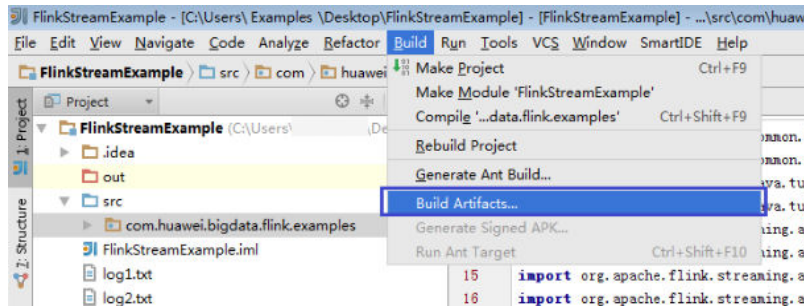 FlinkStreamExample - [C:\Users\ Examples \Desktop\FlinkStreamExample] - [FlinkStreamExample] - ...\src\com\huaw
File Edit View Navigate Code Analyze Refactor Build Run Tools VCS Window SmartIDE Help
FlinkStreamExample src com huawei
Make Project Ctrl+F9
Make Module 'FlinkStreamExample'
Compile '...data.flink.examples' Ctrl+Shift+F9
Rebuild Project
Generate Ant Build...
Build Artifacts...
Generate Signed APK...
Run Ant Target Ctrl+Shift+F10
1: Project
7: Structure
Project
FlinkStreamExample (C:\Users\
.idea
out
src
com.huawei.bigdata.flink.examples
FlinkStreamExample.iml
log1.txt
log2.txt
15 import org.apache.flink.streaming.a
16 import org.apache.flink.streaming.a